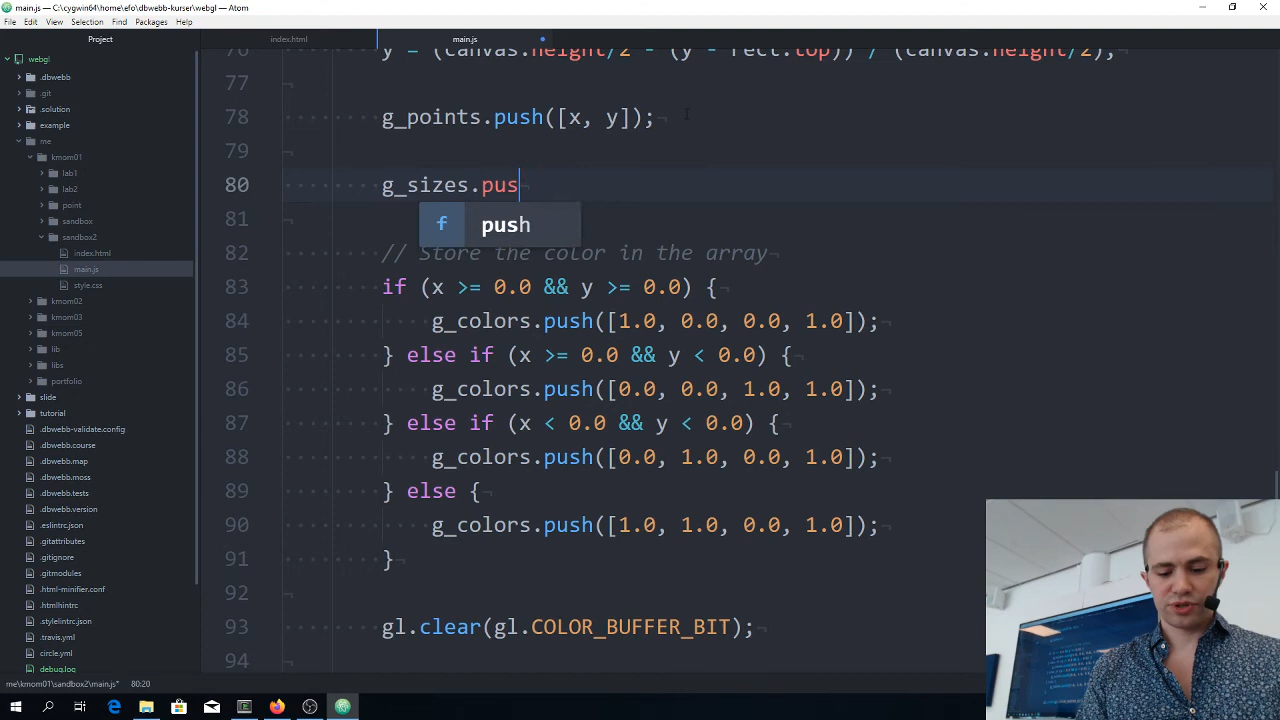 main.js — C:\cygwin64\home\efo\dbwebb-kurser\webgl — Atom
File Edit View Selection Find Packages Help
Project
index.html
main.js
webgl
.dbwebb
.git
.solution
example
me
kmom01
lab1
lab2
point
sandbox
sandbox2
index.html
main.js
style.css
kmom02
kmom03
kmom05
lib
libs
portfolio
slide
tutorial
.dbwebb-validate.config
.dbwebb.course
.dbwebb.map
.dbwebb.moss
.dbwebb.tests
.dbwebb.version
.eslintrc.json
.gitattributes
.gitignore
.gitmodules
.html-minifier.conf
.htmlhintrc
.stylelintrc.json
.travis.yml
circle.yml
debug.log
76 y = (canvas.height/2 - (y - rect.top)) / (canvas.height/2);
77
78 g_points.push([x, y]);
79
80 g_sizes.pus
f push
81
82 // Store the color in the array
83 if (x >= 0.0 && y >= 0.0) {
84 g_colors.push([1.0, 0.0, 0.0, 1.0]);
85 } else if (x >= 0.0 && y < 0.0) {
86 g_colors.push([0.0, 0.0, 1.0, 1.0]);
87 } else if (x < 0.0 && y < 0.0) {
88 g_colors.push([0.0, 1.0, 0.0, 1.0]);
89 } else {
90 g_colors.push([1.0, 1.0, 0.0, 1.0]);
91 }
92
93 gl.clear(gl.COLOR_BUFFER_BIT);
94
me\kmom01\sandbox2\main.js* 80:20